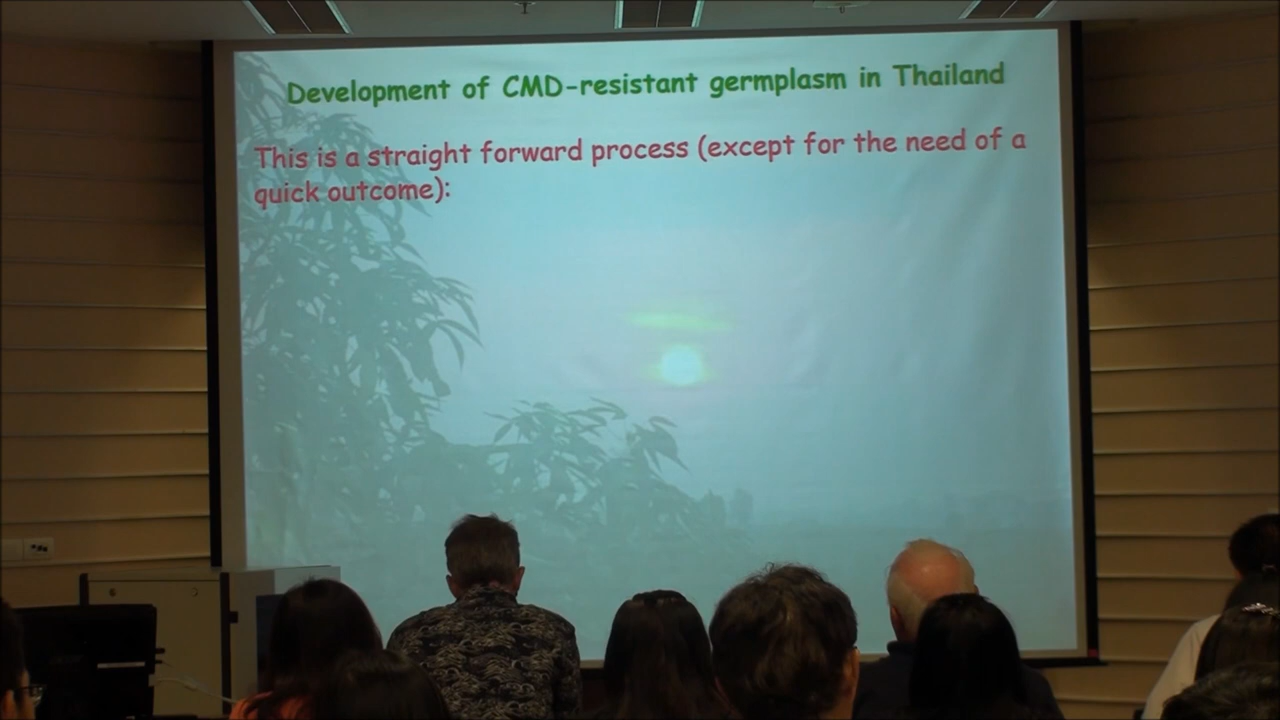 Development of CMD-resistant germplasm in Thailand
This is a straight forward process (except for the need of a
quick outcome):